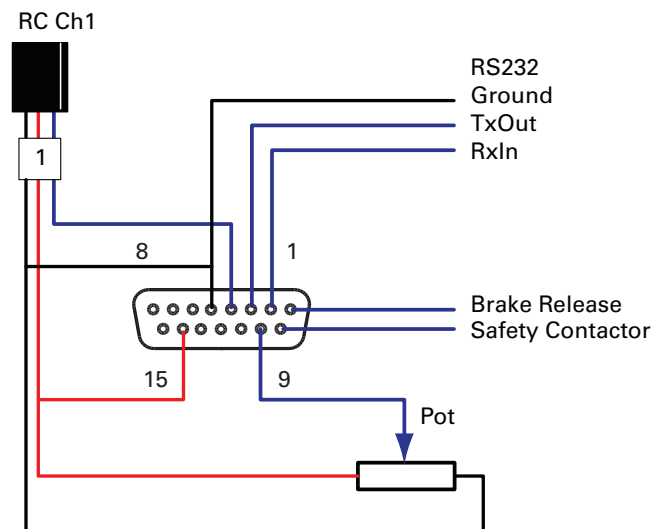 RC Ch1
RS232
Ground
TxOut
RxIn
1
8
1
Brake Release
Safety Contactor
15
9
Pot